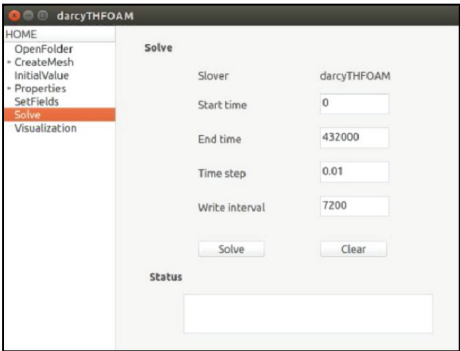 darcyTHFOAM
HOME
OpenFolder
CreateMesh
InitialValue
Properties
SetFields
Solve
Visualization
Solve
Slover darcyTHFOAM
Start time 0
End time 432000
Time step 0.01
Write interval 7200
Solve Clear
Status